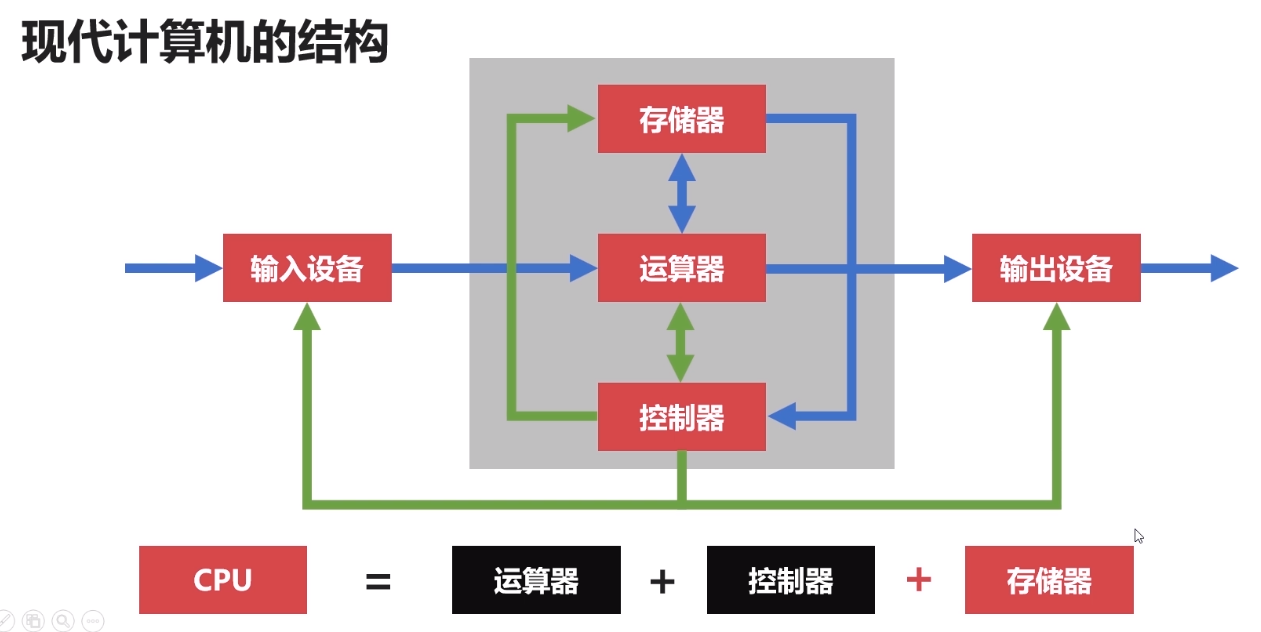 现代计算机的结构
存储器
输入设备
运算器
输出设备
控制器
CPU = 运算器 + 控制器 + 存储器